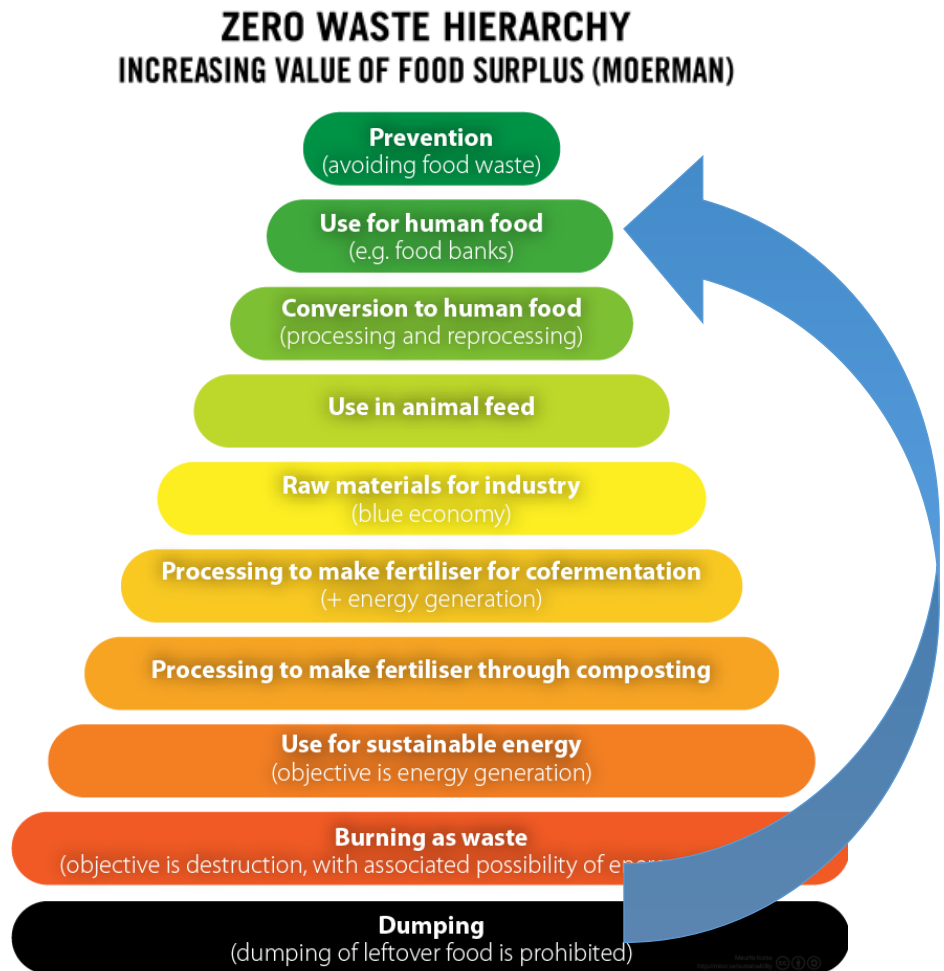 ZERO WASTE HIERARCHY
INCREASING VALUE OF FOOD SURPLUS (MOERMAN)
Prevention
(avoiding food waste)
Use for human food
(e.g. food banks)
Conversion to human food
(processing and reprocessing)
Use in animal feed
Raw materials for industry
(blue economy)
Processing to make fertiliser for cofermentation
(+ energy generation)
Processing to make fertiliser through composting
Use for sustainable energy
(objective is energy generation)
Burning as waste
(objective is destruction, with associated possibility of
Dumping
(dumping of leftover food is prohibited)